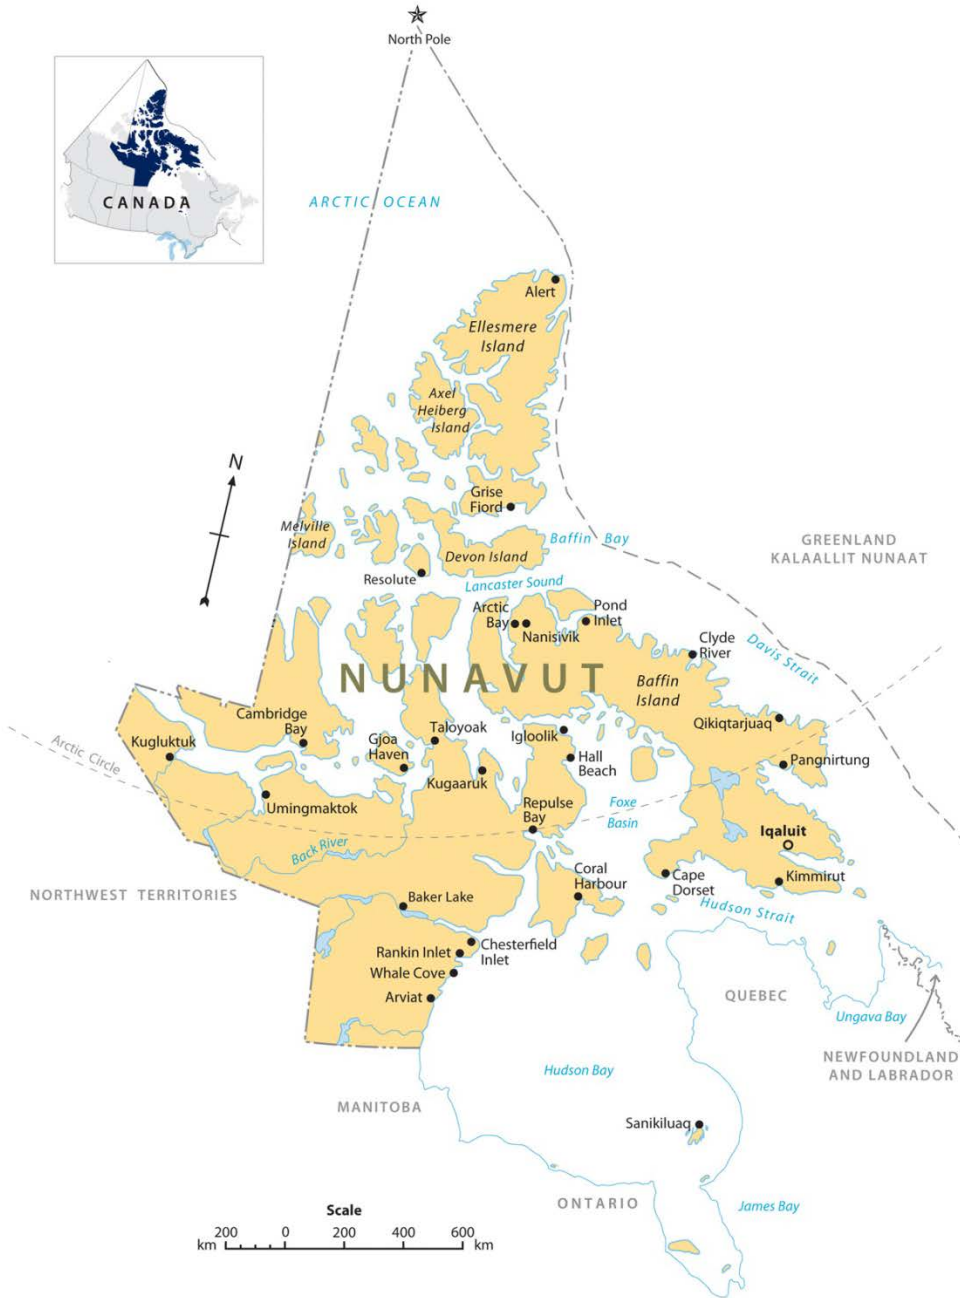 North Pole
CANADA
ARCTIC OCEAN
Alert
Ellesmere
Island
Axel
Heiberg
Island
N
Grise
Fiord
Melville
Island
Baffin Bay
GREENLAND
KALAALLIT NUNAAT
Devon Island
Resolute
Lancaster Sound
Arctic
Bay
Nanisivik
Pond
Inlet
Clyde
River
Davis Strait
NUNAVUT
Baffin
Island
Cambridge
Bay
Qikiqtarjuaq
Kugluktuk
Arctic Circle
Gjoa
Haven
Taloyoak
Igloolik
Hall
Beach
Pangnirtung
Kugaaruk
Umingmaktok
Repulse
Bay
Foxe
Basin
Iqaluit
Back River
Coral
Harbour
Cape
Dorset
Kimmirut
NORTHWEST TERRITORIES
Baker Lake
Hudson Strait
Chesterfield
Inlet
Rankin Inlet
Whale Cove
Arviat
QUEBEC
Ungava Bay
NEWFOUNDLAND
AND LABRADOR
Hudson Bay
MANITOBA
Sanikiluaq
ONTARIO
James Bay
Scale
200 0 200 400 600
km km